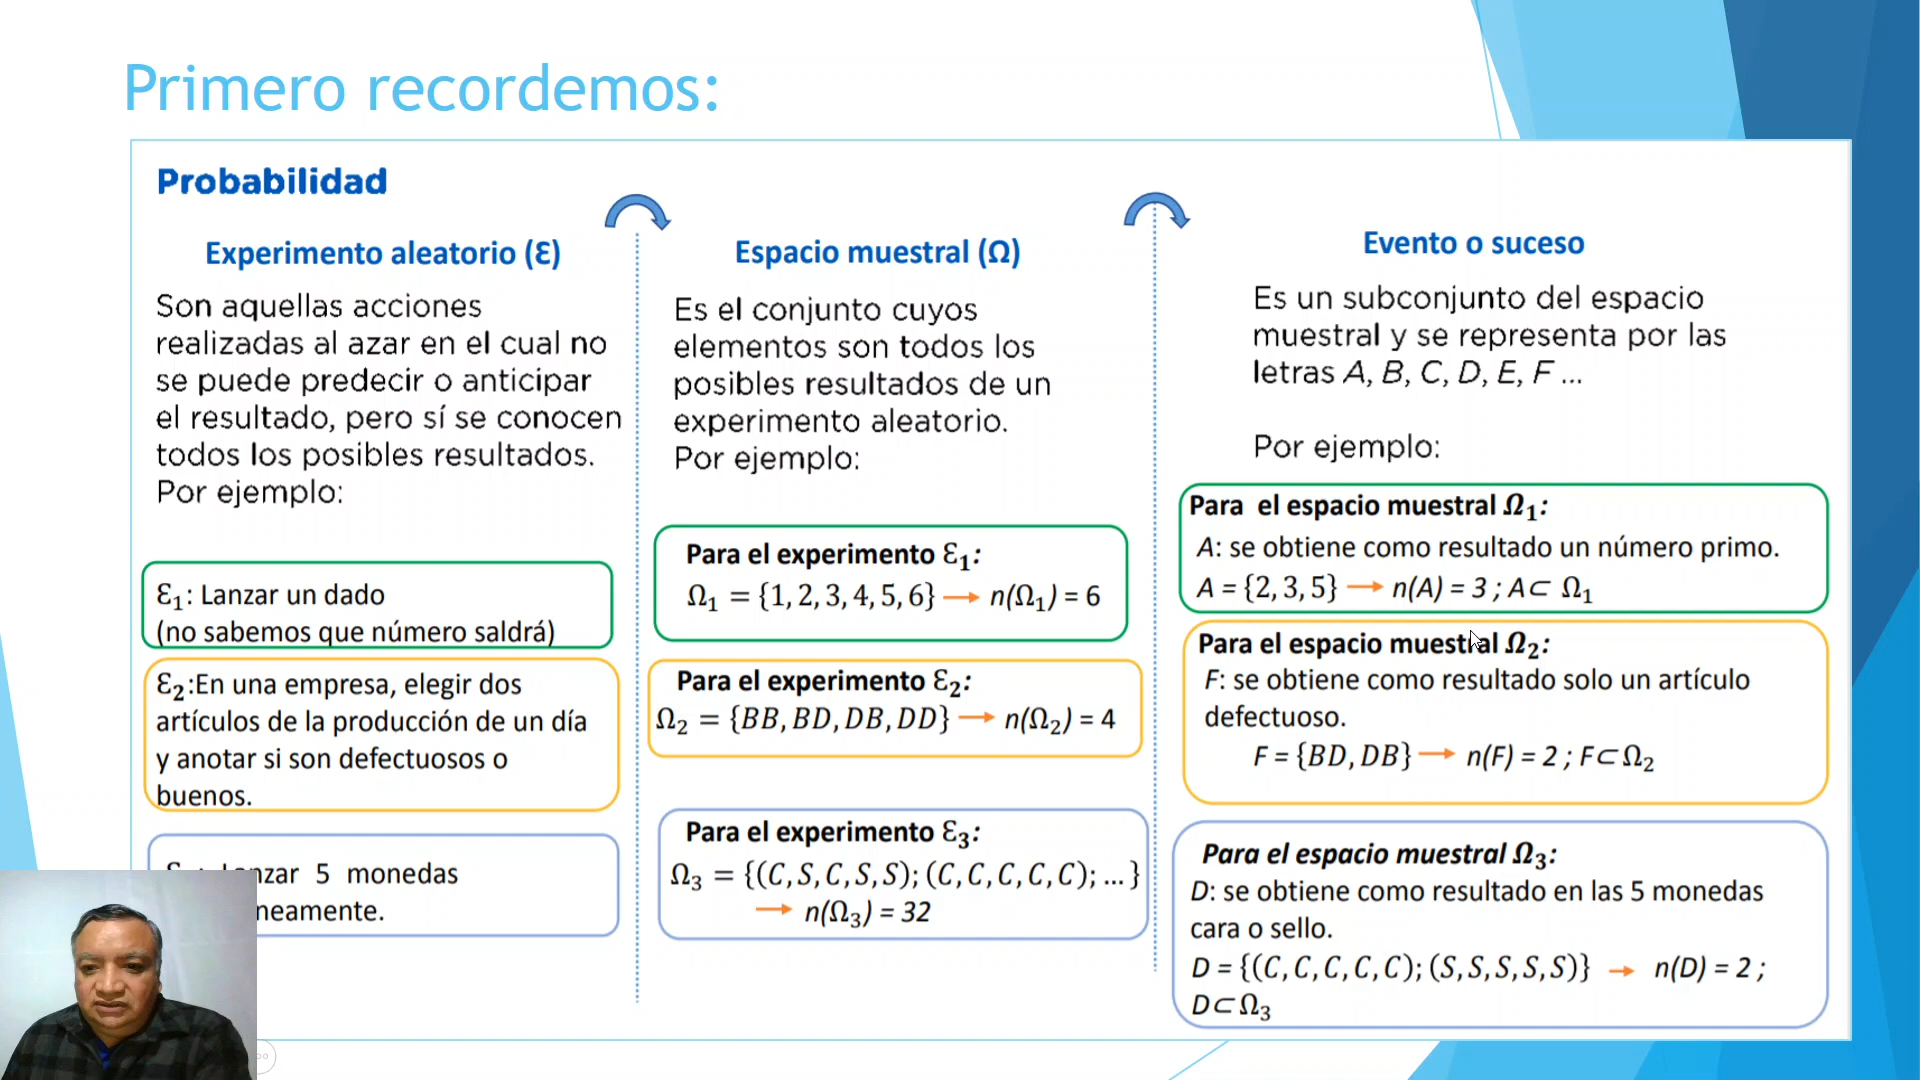 Primero recordemos:
Probabilidad
Experimento aleatorio (Ɛ)
Son aquellas acciones
realizadas al azar en el cual no
se puede predecir o anticipar
el resultado, pero sí se conocen
todos los posibles resultados.
Por ejemplo:
Ɛ₁: Lanzar un dado
(no sabemos que número saldrá)
Ɛ₂:En una empresa, elegir dos
artículos de la producción de un día
y anotar si son defectuosos o
buenos.
5 monedas
Espacio muestral (Ω)
Es el conjunto cuyos
elementos son todos los
posibles resultados de un
experimento aleatorio.
Por ejemplo:
Para el experimento Ɛ₁:
Ω₁ = {1, 2, 3, 4, 5, 6} → n(Ω₁) = 6
Para el experimento Ɛ₂:
Ω₂ = {BB, BD, DB, DD} → n(Ω₂) = 4
Para el experimento Ɛ₃:
Ω₃ = {(C, S, C, S, S); (C, C, C, C, C); ...}
→ n(Ω₃) = 32
Evento o suceso
Es un subconjunto del espacio
muestral y se representa por las
letras A, B, C, D, E, F ...
Por ejemplo:
Para el espacio muestral Ω₁:
A: se obtiene como resultado un número primo.
A = {2, 3, 5} → n(A) = 3 ; A⊂ Ω₁
Para el espacio muestral Ω₂:
F: se obtiene como resultado solo un artículo
defectuoso.
F = {BD, DB} → n(F) = 2 ; F⊂Ω₂
Para el espacio muestral Ω₃:
D: se obtiene como resultado en las 5 monedas
cara o sello.
D = {(C, C, C, C, C); (S, S, S, S, S)} → n(D) = 2 ;
D⊂Ω₃